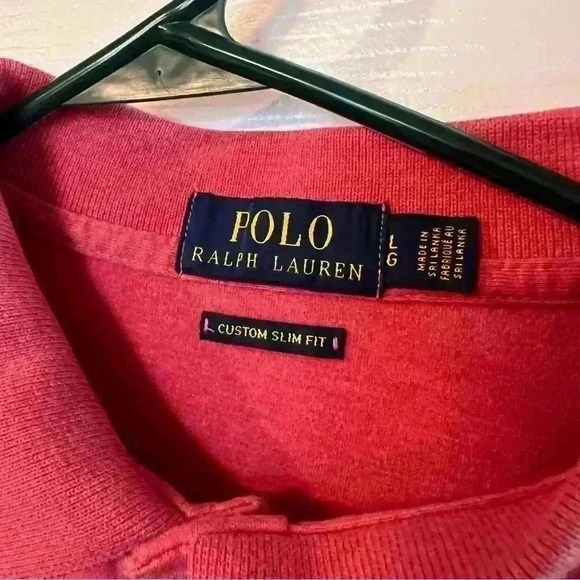 POLO
RALPH LAUREN
L
G
MADE IN
SRI LANKA
FABRIQUÉ AU
SRI LANKA
CUSTOM SLIM FIT